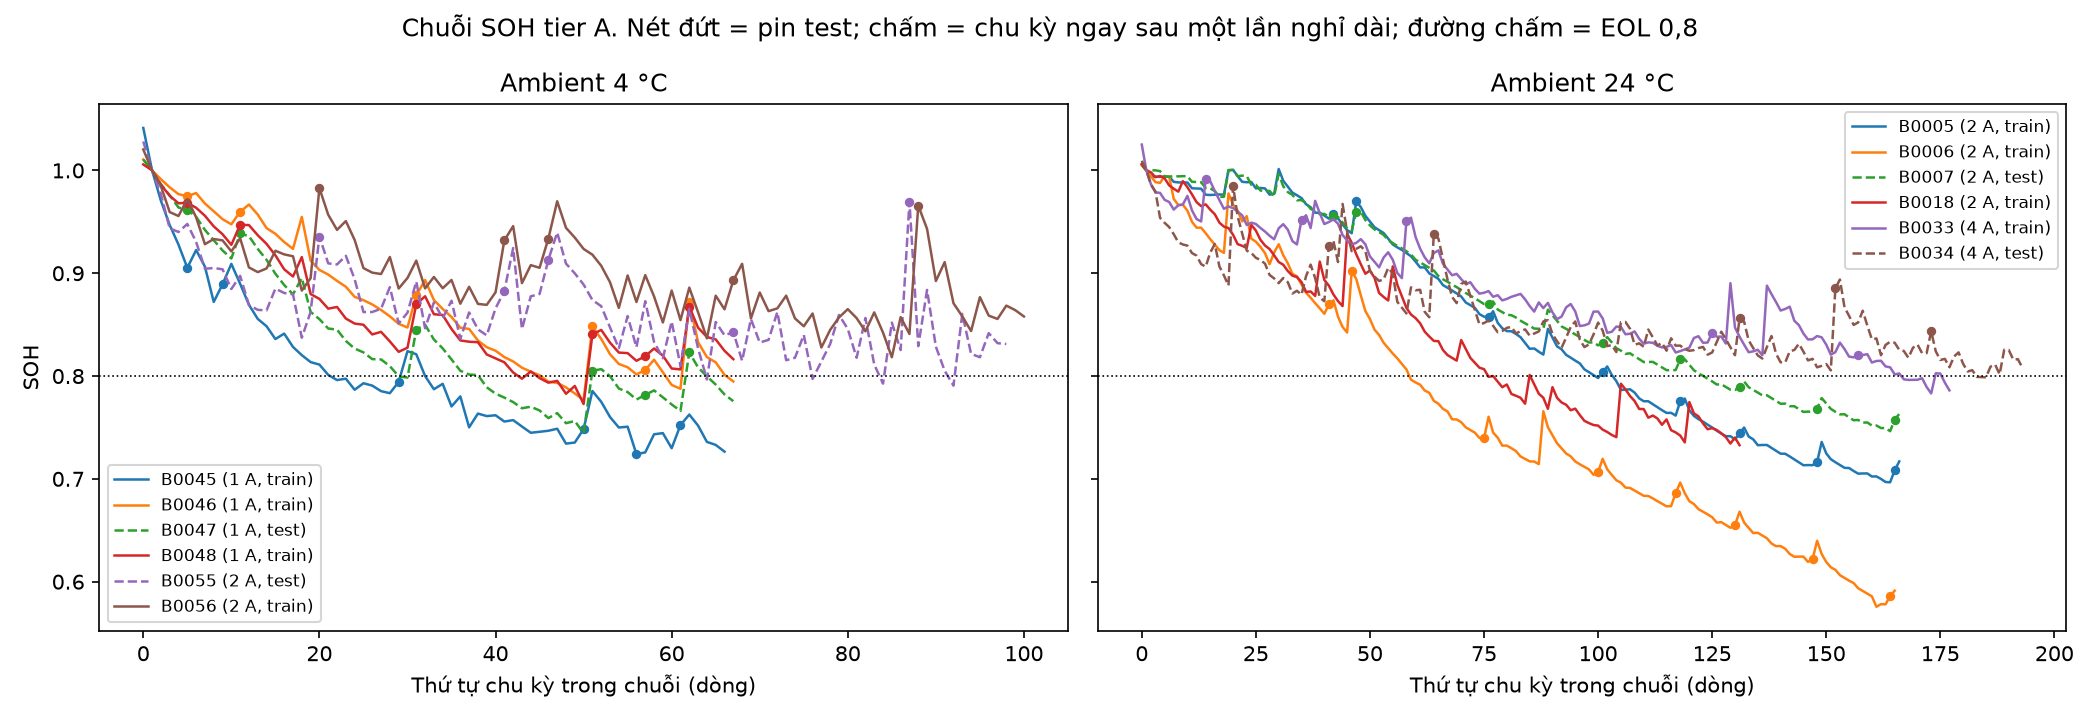 Chuỗi SOH tier A. Nét đứt = pin test; chấm = chu kỳ ngay sau một lần nghỉ dài; đường chấm = EOL 0,8
Ambient 4 °C
SOH
1.0
0.9
0.8
0.7
0.6
B0045 (1 A, train)
B0046 (1 A, train)
B0047 (1 A, test)
B0048 (1 A, train)
B0055 (2 A, test)
B0056 (2 A, train)
0 20 40 60 80 100
Thứ tự chu kỳ trong chuỗi (dòng)
Ambient 24 °C
B0005 (2 A, train)
B0006 (2 A, train)
B0007 (2 A, test)
B0018 (2 A, train)
B0033 (4 A, train)
B0034 (4 A, test)
0 25 50 75 100 125 150 175 200
Thứ tự chu kỳ trong chuỗi (dòng)